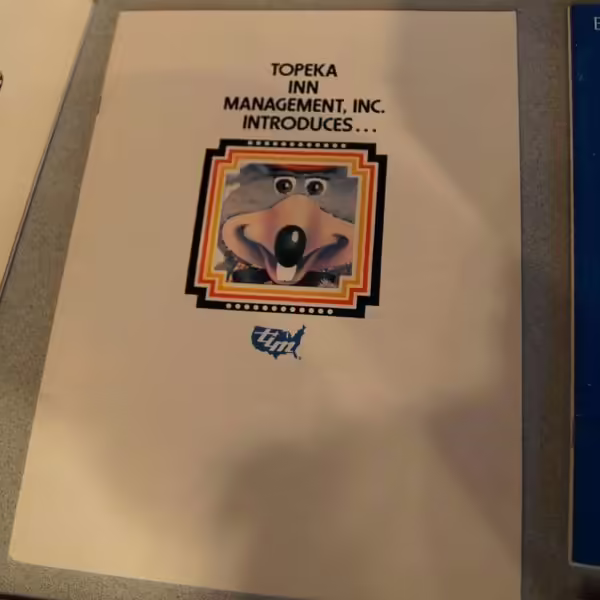 TOPEKA
INN
MANAGEMENT, INC.
INTRODUCES...
tim
E